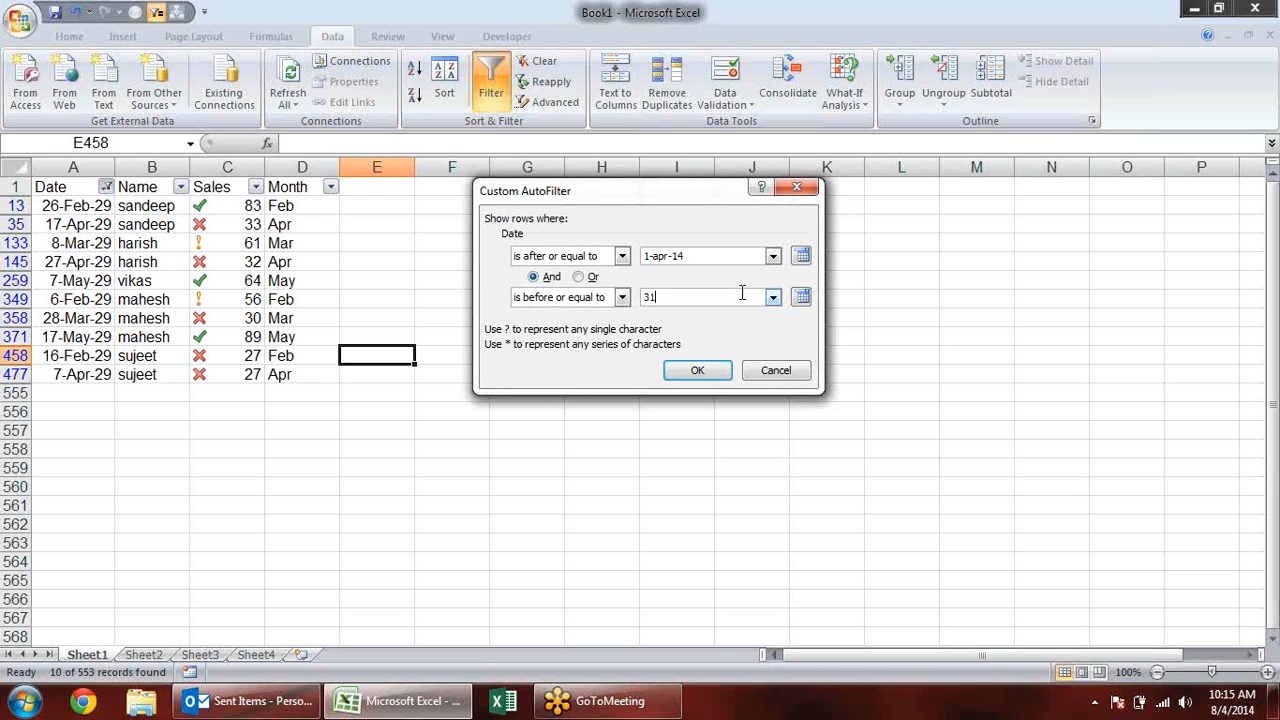 Book1 - Microsoft Excel
Home Insert Page Layout Formulas Data Review View Developer
From Access
From Web
From Text
From Other Sources
Existing Connections
Get External Data
Refresh All
Connections
Properties
Edit Links
Connections
Sort
Filter
Clear
Reapply
Advanced
Sort & Filter
Text to Columns
Remove Duplicates
Data Validation
Consolidate
What-If Analysis
Data Tools
Group
Ungroup
Subtotal
Show Detail
Hide Detail
Outline
E458 fx
A B C D E F G H I J K L M N O P
1 Date Name Sales Month
13 26-Feb-29 sandeep 83 Feb
35 17-Apr-29 sandeep 33 Apr
133 8-Mar-29 harish 61 Mar
145 27-Apr-29 harish 32 Apr
259 7-May-29 vikas 64 May
349 6-Feb-29 mahesh 56 Feb
358 28-Mar-29 mahesh 30 Mar
371 17-May-29 mahesh 89 May
458 16-Feb-29 sujeet 27 Feb
477 7-Apr-29 sujeet 27 Apr
555
556
557
558
559
560
561
562
563
564
565
566
567
568
Custom AutoFilter
Show rows where:
Date
is after or equal to 1-apr-14
And Or
is before or equal to 31
Use ? to represent any single character
Use * to represent any series of characters
OK Cancel
Sheet1 Sheet2 Sheet3 Sheet4
Ready 10 of 553 records found 100%
Sent Items - Perso... Microsoft Excel - ... GoToMeeting
10:15 AM
8/4/2014